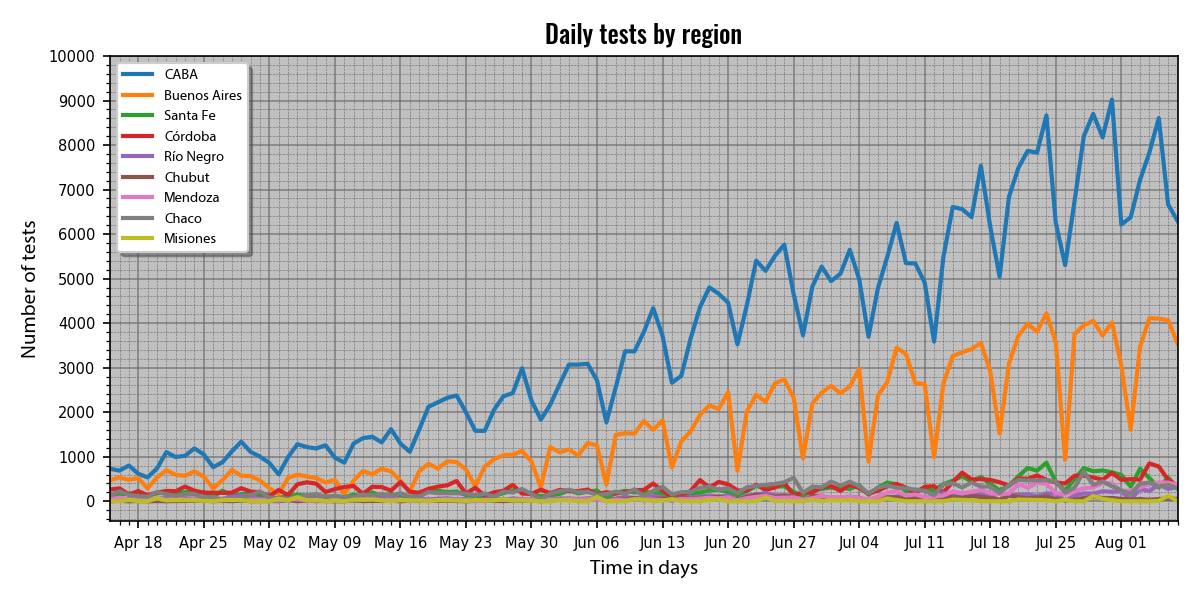 Daily tests by region
10000
9000
8000
7000
6000
5000
4000
3000
2000
1000
0
Number of tests
CABA
Buenos Aires
Santa Fe
Córdoba
Río Negro
Chubut
Mendoza
Chaco
Misiones
Apr 18 Apr 25 May 02 May 09 May 16 May 23 May 30 Jun 06 Jun 13 Jun 20 Jun 27 Jul 04 Jul 11 Jul 18 Jul 25 Aug 01
Time in days